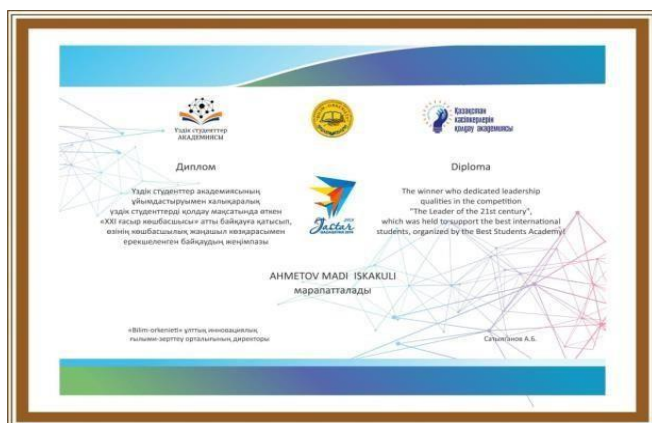 Үздік студенттер
АКАДЕМИЯСЫ
Қазақстан
кәсіпкерлерін
қолдау академиясы
Диплом
Үздік студенттер академиясының
ұйымдастыруымен халықаралық
үздік студенттерді қолдау мақсатында өткен
«XXI ғасыр көшбасшысы» атты байқауға қатысып,
өзінің көшбасшылық жаңашыл көзқарасымен
ерекшеленген байқаудың жеңімпазы
Jastar
Diploma
The winner who dedicated leadership
qualities in the competition
"The Leader of the 21st century",
which was held tosupport the best international
students, organized by the Best Students Academy!
AHMETOV MADI ISKAKULI
марапатталады
«Bilim-orkenieti» ұлттық инновациялық
ғылыми-зерттеу орталығының директоры
А.Б.